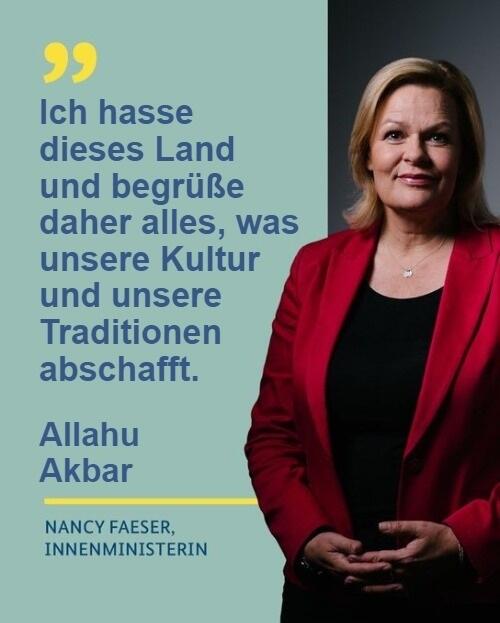 Ich hasse
dieses Land
und begrüße
daher alles, was
unsere Kultur
und unsere
Traditionen
abschafft.
Allahu
Akbar
NANCY FAESER,
INNENMINISTERIN